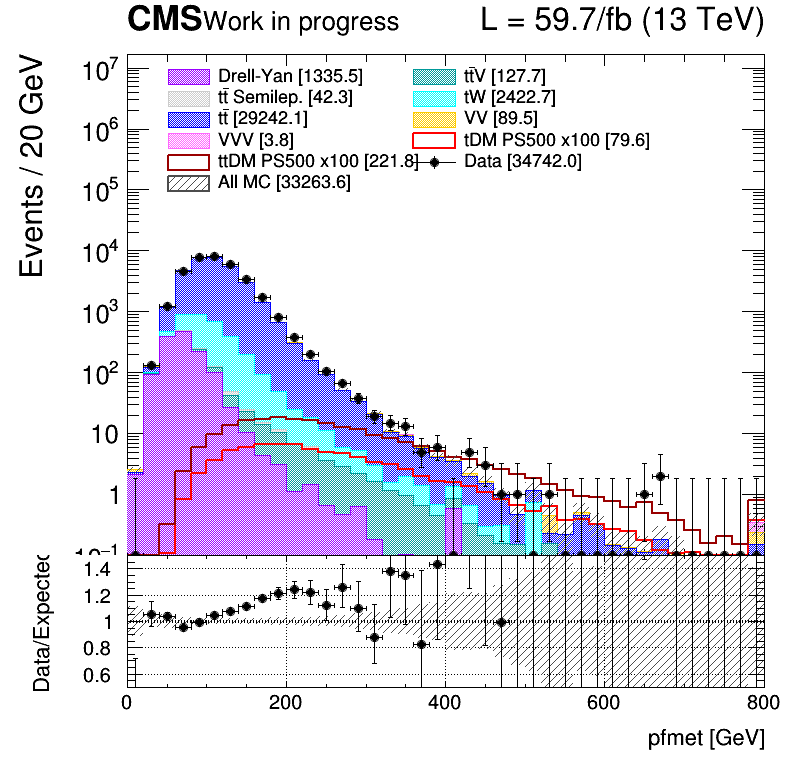 CMS Work in progress L = 59.7/fb (13 TeV)
Events / 20 GeV
10⁷
10⁶
10⁵
10⁴
10³
10²
10
1
10⁻¹
Drell-Yan [1335.5] tt̄V [127.7]
tt̄ Semilep. [42.3] tW [2422.7]
tt̄ [29242.1] VV [89.5]
VVV [3.8] tDM PS500 x100 [79.6]
ttDM PS500 x100 [221.8] Data [34742.0]
All MC [33263.6]
Data/Expected
1.4
1.2
1
0.8
0.6
0 200 400 600 800
pfmet [GeV]